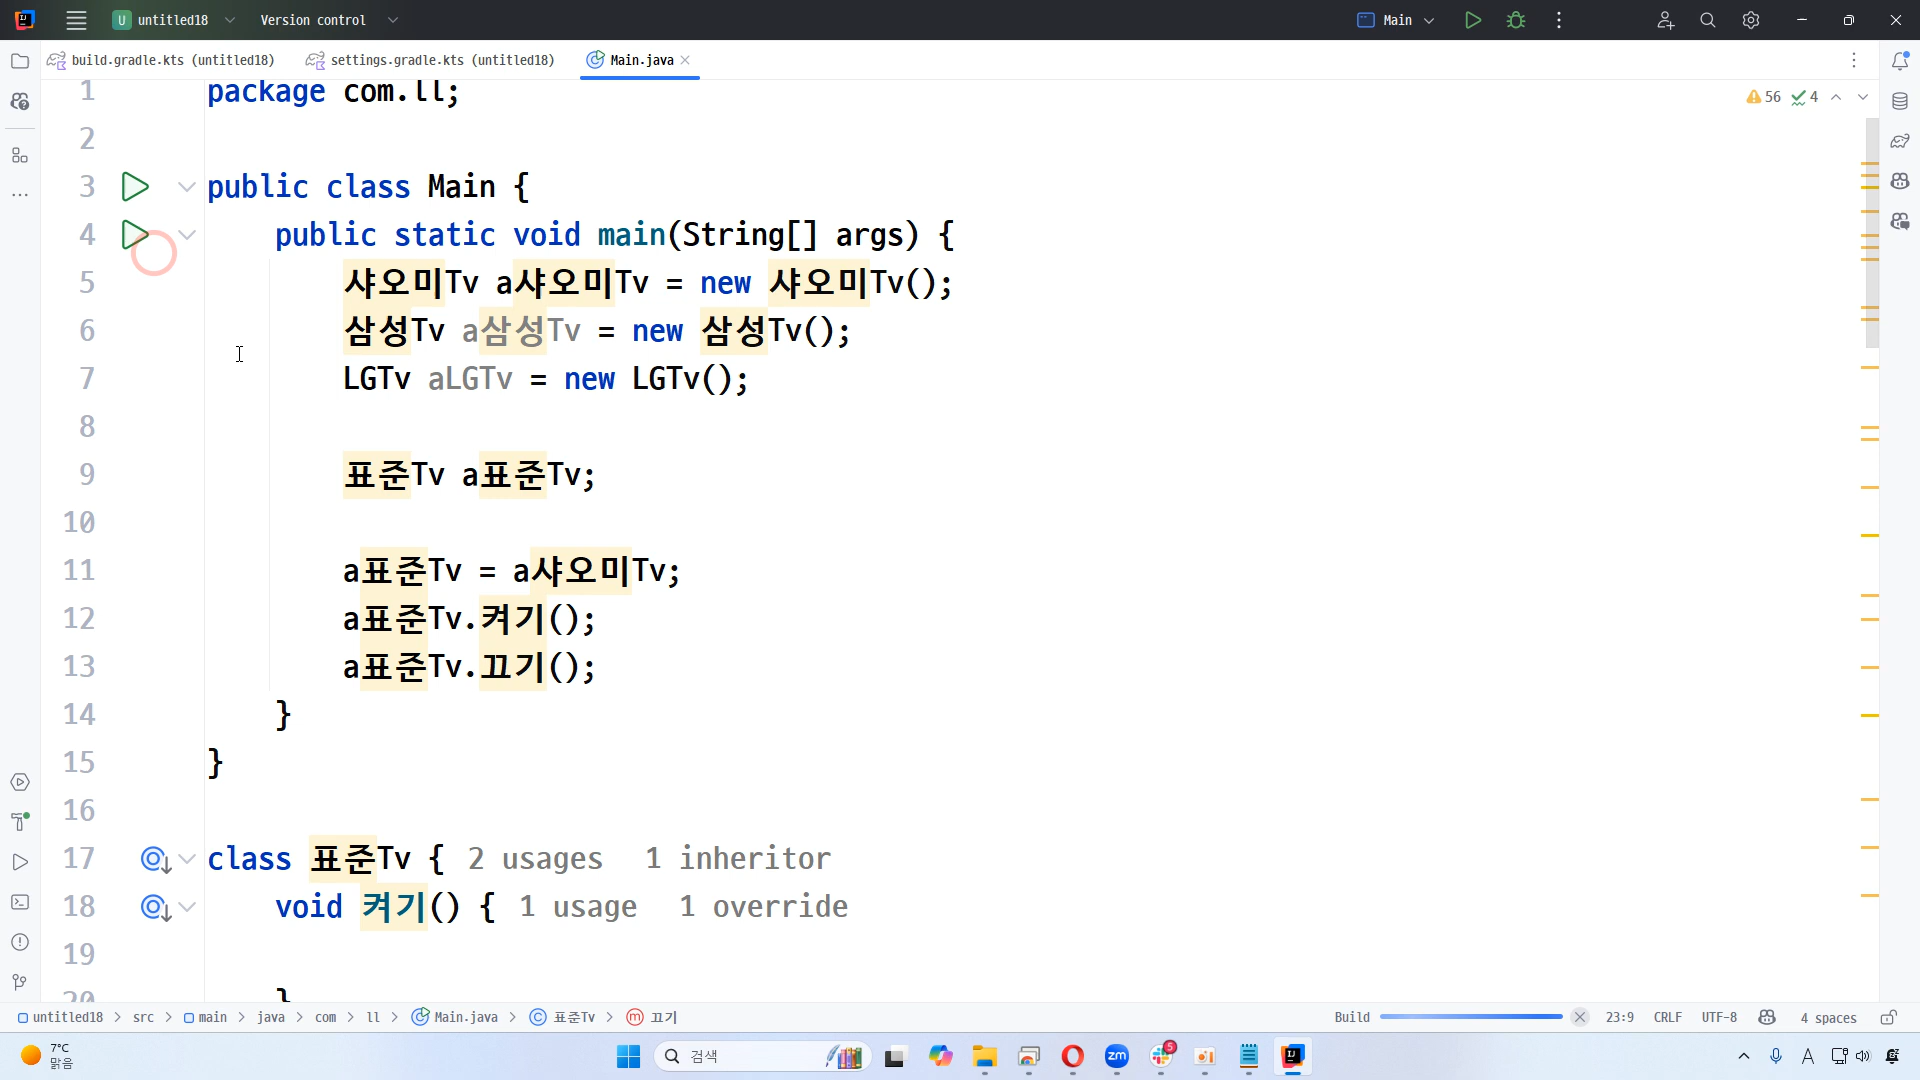 U untitled18 Version control Main
build.gradle.kts (untitled18) settings.gradle.kts (untitled18) Main.java
56 4
1 package com.ll;
2
3 public class Main {
4 public static void main(String[] args) {
5 샤오미Tv a샤오미Tv = new 샤오미Tv();
6 삼성Tv a삼성Tv = new 삼성Tv();
7 LGTv aLGTv = new LGTv();
8
9 표준Tv a표준Tv;
10
11 a표준Tv = a샤오미Tv;
12 a표준Tv.켜기();
13 a표준Tv.끄기();
14 }
15 }
16
17 class 표준Tv { 2 usages 1 inheritor
18 void 켜기() { 1 usage 1 override
19
20 }
untitled18 > src > main > java > com > ll > Main.java > 표준Tv > 끄기 Build 23:9 CRLF UTF-8 4 spaces
7°C
맑음
검색
zm
5
A